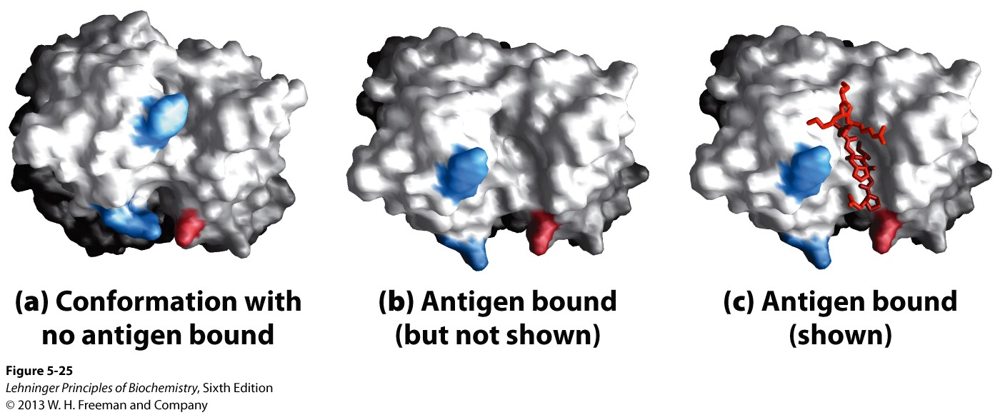 (a) Conformation with
no antigen bound
(b) Antigen bound
(but not shown)
(c) Antigen bound
(shown)
Figure 5-25
Lehninger Principles of Biochemistry, Sixth Edition
© 2013 W. H. Freeman and Company